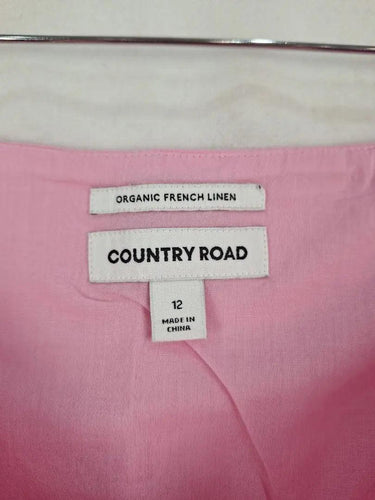 ORGANIC FRENCH LINEN
COUNTRY ROAD
12
MADE IN
CHINA